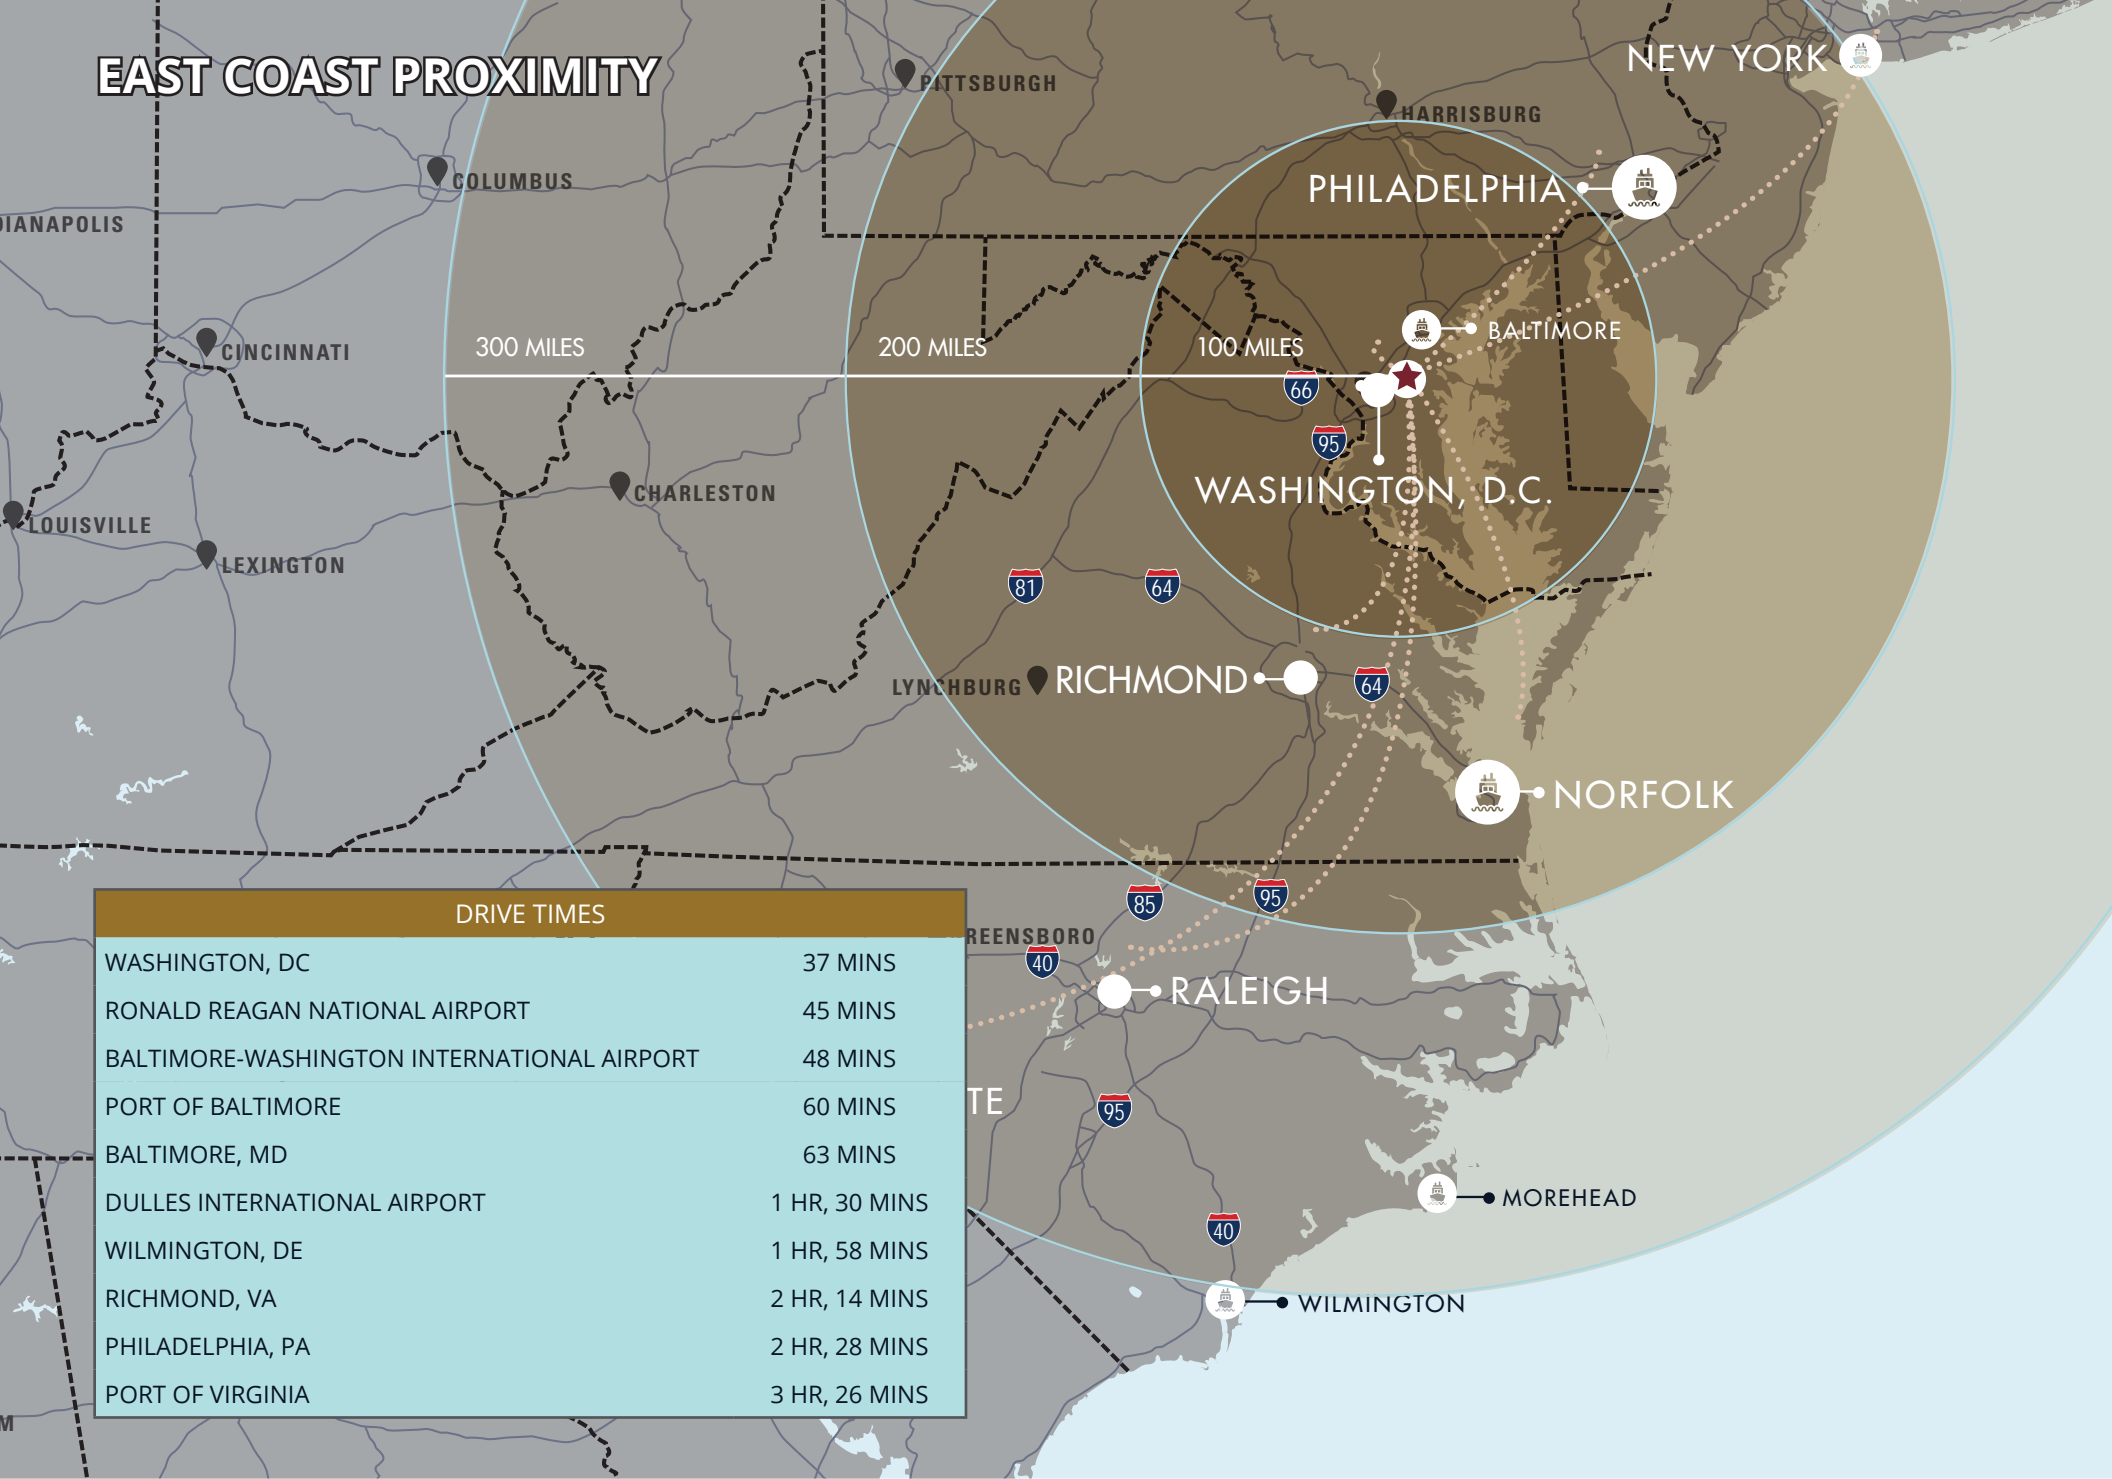 EAST COAST PROXIMITY
NEW YORK
PITTSBURGH
HARRISBURG
COLUMBUS
PHILADELPHIA
DIANAPOLIS
BALTIMORE
300 MILES
200 MILES
100 MILES
CINCINNATI
66
95
WASHINGTON, D.C.
CHARLESTON
LOUISVILLE
LEXINGTON
81
64
LYNCHBURG
RICHMOND
64
NORFOLK
85
95
REENSBORO
40
RALEIGH
TE
95
MOREHEAD
40
WILMINGTON
M
DRIVE TIMES
WASHINGTON, DC 37 MINS
RONALD REAGAN NATIONAL AIRPORT 45 MINS
BALTIMORE-WASHINGTON INTERNATIONAL AIRPORT 48 MINS
PORT OF BALTIMORE 60 MINS
BALTIMORE, MD 63 MINS
DULLES INTERNATIONAL AIRPORT 1 HR, 30 MINS
WILMINGTON, DE 1 HR, 58 MINS
RICHMOND, VA 2 HR, 14 MINS
PHILADELPHIA, PA 2 HR, 28 MINS
PORT OF VIRGINIA 3 HR, 26 MINS